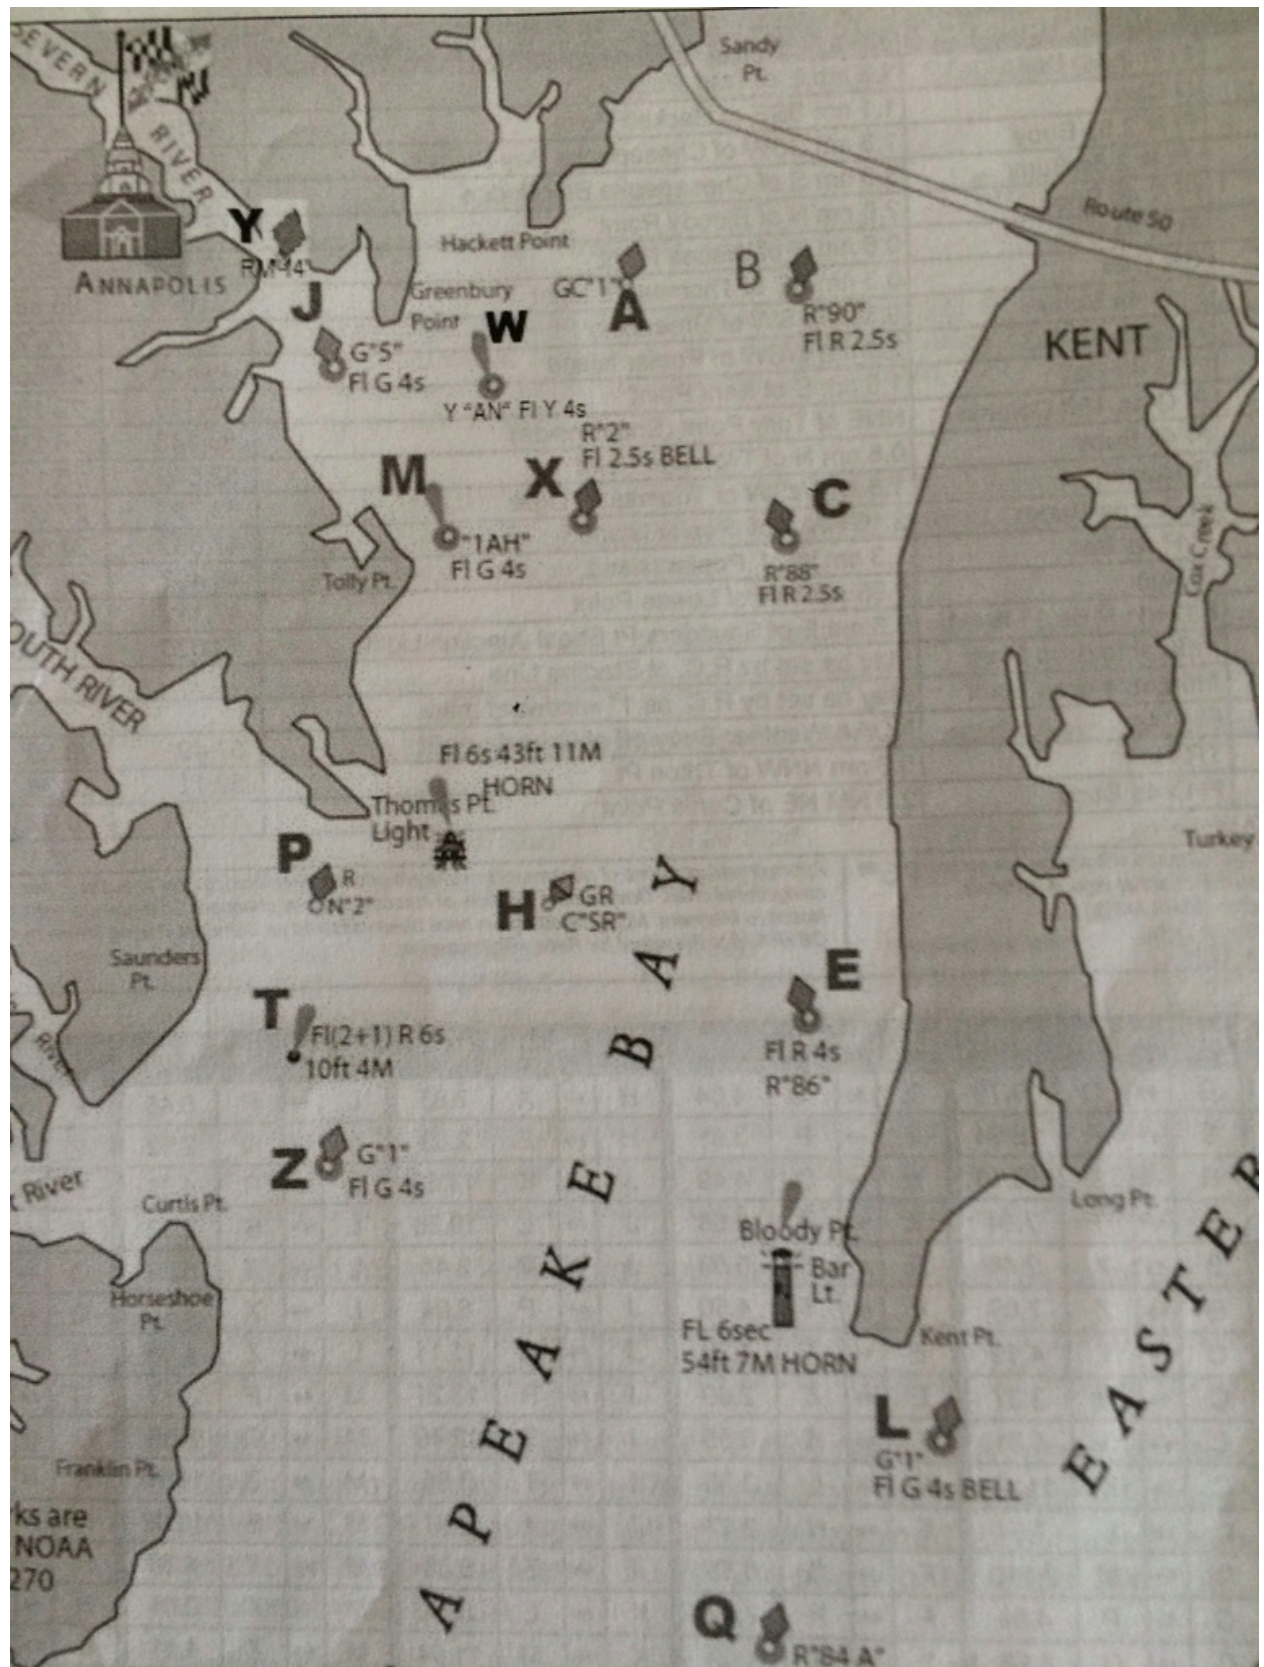 SEVERN
RIVER
Sandy
Pt.
Route 50
Y
RM"14"
ANNAPOLIS
Hackett Point
GC"1"
A
B
R"90"
Fl R 2.5s
KENT
J
G"5"
Fl G 4s
Greenbury
Point
W
Y "AN" Fl Y 4s
R"2"
Fl 2.5s BELL
M
"1AH"
Fl G 4s
X
C
R"88"
Fl R 2.5s
Cox Creek
Tolly Pt.
OUTH RIVER
Fl 6s 43ft 11M
HORN
Thomas Pt.
Light
Turkey
P
R
N"2"
H
GR
C"SR"
Saunders
Pt.
E
Fl R 4s
R"86"
T
Fl(2+1) R 6s
10ft 4M
River
Z
G"1"
Fl G 4s
t River
Curtis Pt.
Long Pt.
Bloody Pt.
Bar
Lt.
FL 6sec
54ft 7M HORN
Horseshoe
Pt.
Kent Pt.
L
G"1"
Fl G 4s BELL
Franklin Pt.
ks are
NOAA
270
APEAKE BAY
EASTER
Q
R"84 A"